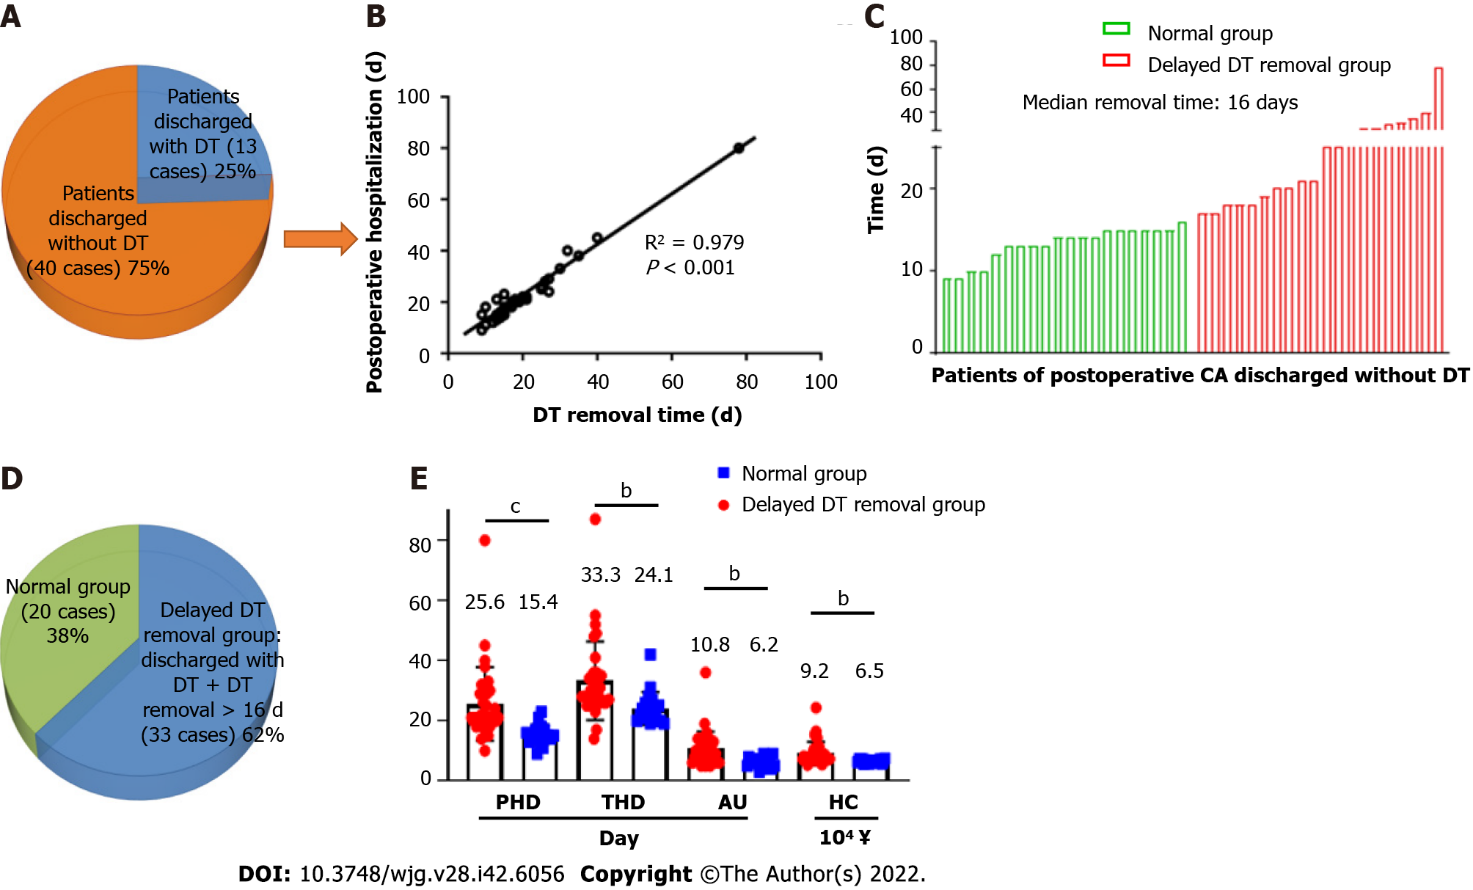 A
Patients
discharged
with DT (13
cases) 25%
Patients
discharged
without DT
(40 cases) 75%
B
Postoperative hospitalization (d)
100
80
60
40
20
0
R² = 0.979
P < 0.001
0 20 40 60 80 100
DT removal time (d)
C
Normal group
Delayed DT removal group
Median removal time: 16 days
Time (d)
100
80
60
40
20
10
0
Patients of postoperative CA discharged without DT
D
Normal group
(20 cases)
38%
Delayed DT
removal group:
discharged with
DT + DT
removal > 16 d
(33 cases) 62%
E
Normal group
Delayed DT removal group
c
b
b
b
80
60
40
20
0
25.6 15.4
33.3 24.1
10.8 6.2
9.2 6.5
PHD THD AU HC
Day
10⁴ ¥
DOI: 10.3748/wjg.v28.i42.6056 Copyright ©The Author(s) 2022.